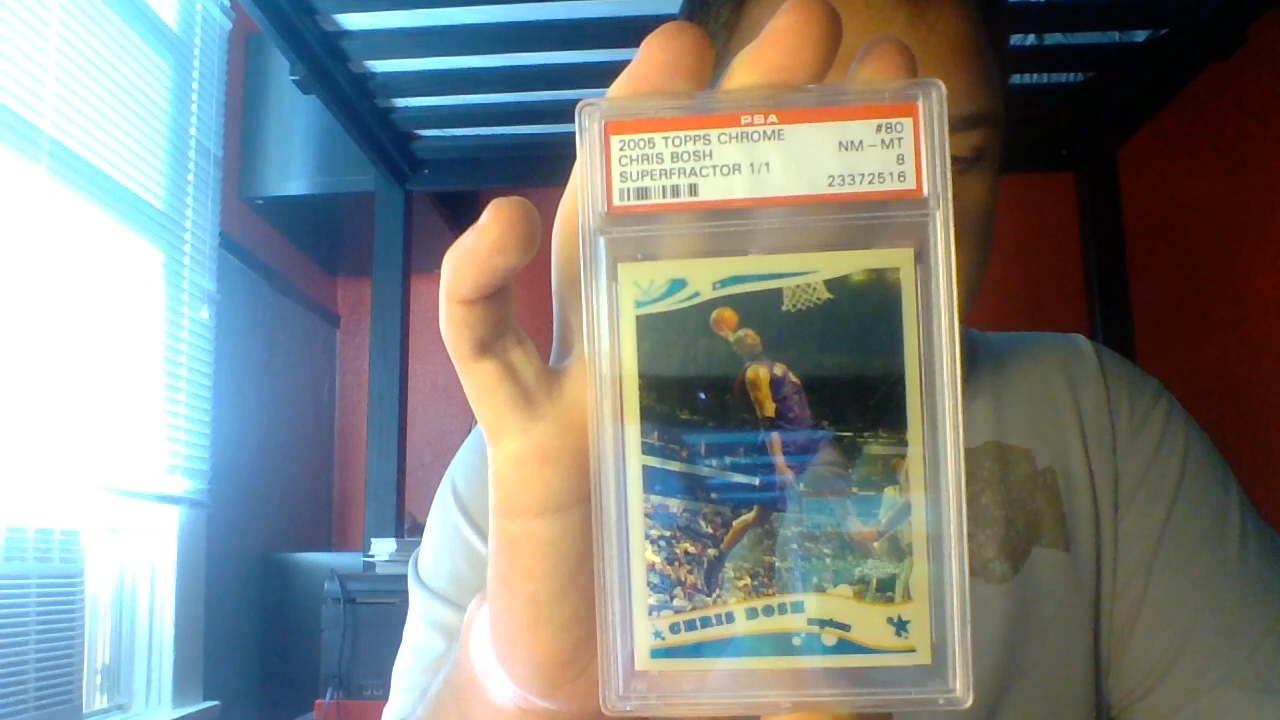 PSA
2005 TOPPS CHROME #80
CHRIS BOSH NM - MT
SUPERFRACTOR 1/1 8
23372516
CHRIS BOSH